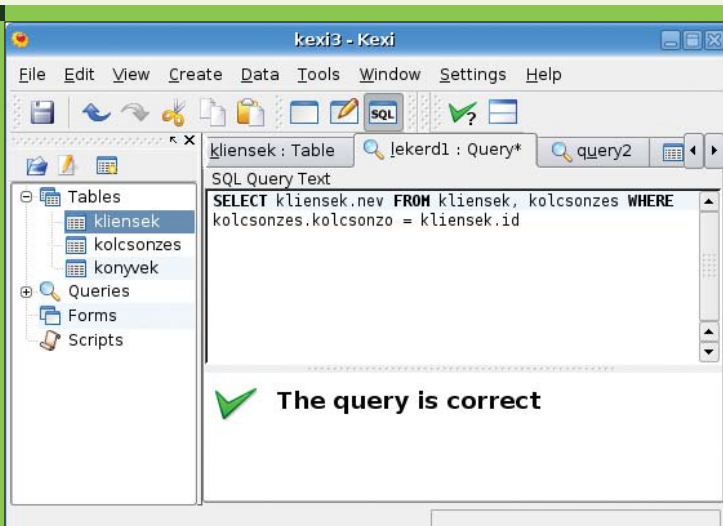 kexi3 - Kexi
File Edit View Create Data Tools Window Settings Help
SQL
kliensek : Table lekerd1 : Query* query2
SQL Query Text
SELECT kliensek.nev FROM kliensek, kolcsonzes WHERE
kolcsonzes.kolcsonzo = kliensek.id
Tables
kliensek
kolcsonzes
konyvek
Queries
Forms
Scripts
The query is correct